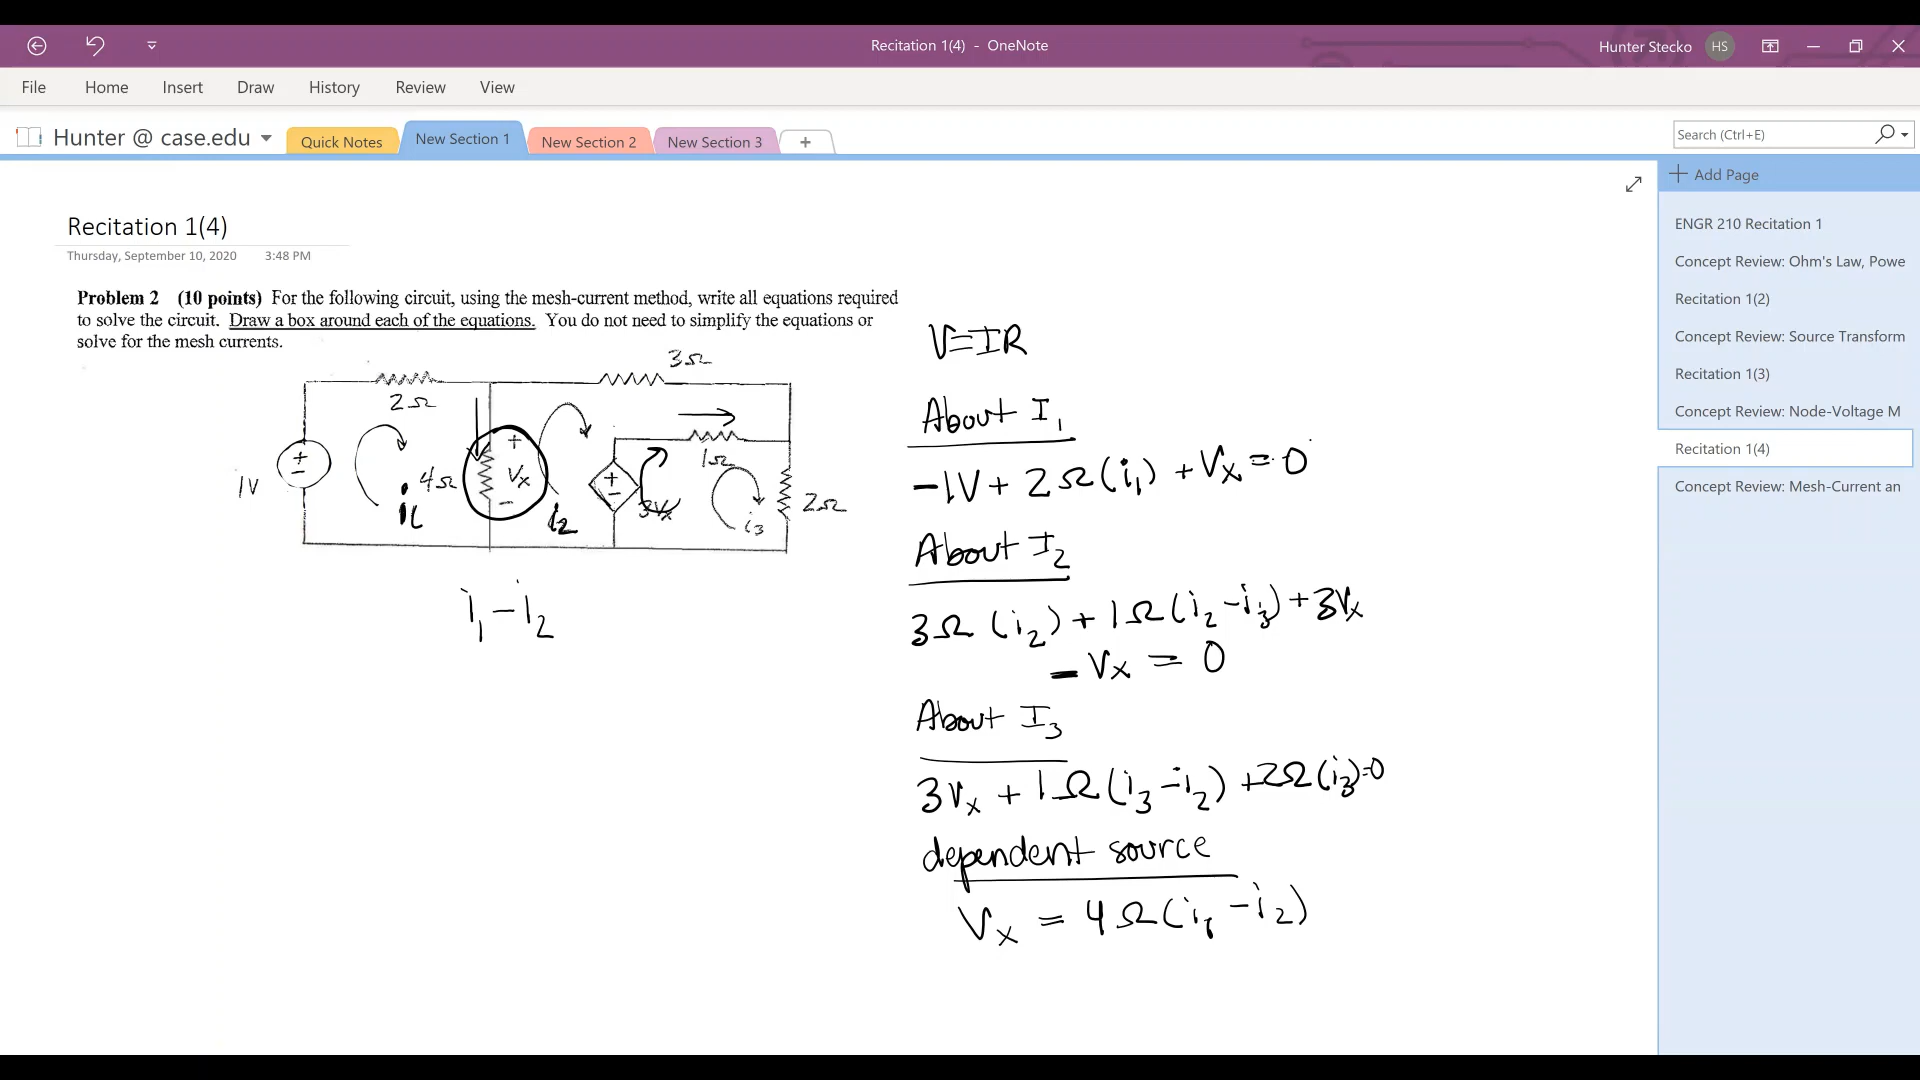 Recitation 1(4) - OneNote
Hunter Stecko HS
File Home Insert Draw History Review View
Hunter @ case.edu Quick Notes New Section 1 New Section 2 New Section 3 +
Search (Ctrl+E)
Add Page
ENGR 210 Recitation 1
Concept Review: Ohm's Law, Powe
Recitation 1(2)
Concept Review: Source Transform
Recitation 1(3)
Concept Review: Node-Voltage M
Recitation 1(4)
Concept Review: Mesh-Current an
Recitation 1(4)
Thursday, September 10, 2020 3:48 PM
Problem 2 (10 points) For the following circuit, using the mesh-current method, write all equations required
to solve the circuit. Draw a box around each of the equations. You do not need to simplify the equations or
solve for the mesh currents.
3Ω
2Ω
+
1Ω
+
-
4Ω
Vx
+
-
1V
-
3Vx
2Ω
i1
i2
i3
i1-i2
V=IR
About I1
-1V+2Ω(i1)+Vx=0
About I2
3Ω(i2)+1Ω(i2-i3)+3Vx
-Vx=0
About I3
3Vx+1Ω(i3-i2)+2Ω(i3)=0
dependent source
Vx=4Ω(i1-i2)